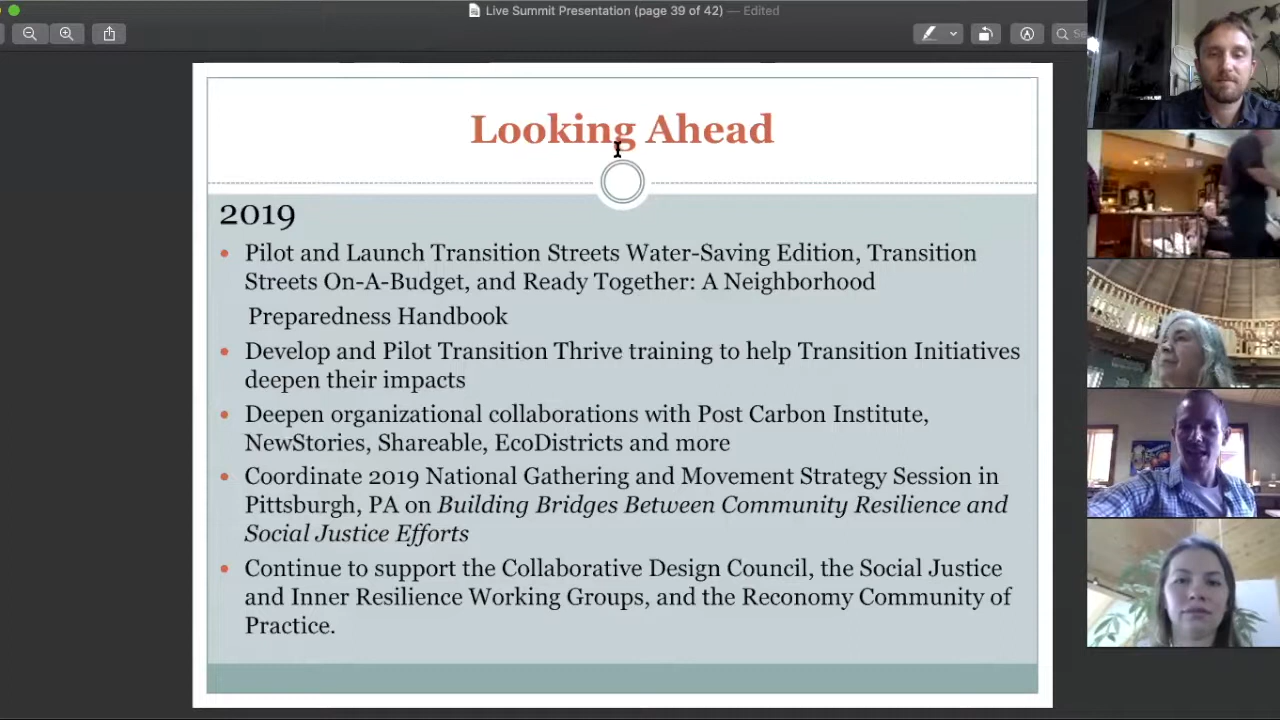 Live Summit Presentation (page 39 of 42) — Edited
Se
Looking Ahead
2019
• Pilot and Launch Transition Streets Water-Saving Edition, Transition
Streets On-A-Budget, and Ready Together: A Neighborhood
Preparedness Handbook
• Develop and Pilot Transition Thrive training to help Transition Initiatives
deepen their impacts
• Deepen organizational collaborations with Post Carbon Institute,
NewStories, Shareable, EcoDistricts and more
• Coordinate 2019 National Gathering and Movement Strategy Session in
Pittsburgh, PA on Building Bridges Between Community Resilience and
Social Justice Efforts
• Continue to support the Collaborative Design Council, the Social Justice
and Inner Resilience Working Groups, and the Reconomy Community of
Practice.